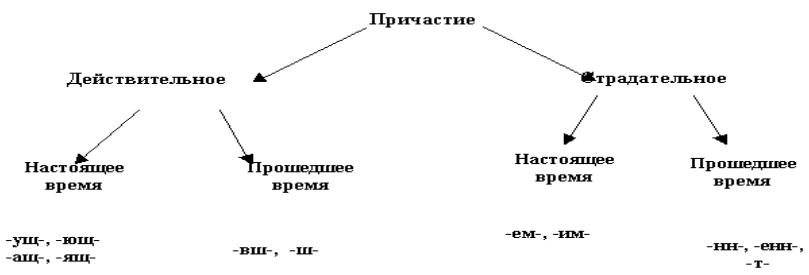 Причастие
Действительное
Страдательное
Настоящее
время
Прошедшее
время
Настоящее
время
Прошедшее
время
-ущ-, -ющ-
-ащ-, -ящ-
-вш-, -ш-
-ем-, -им-
-нн-, -енн-,
-т-